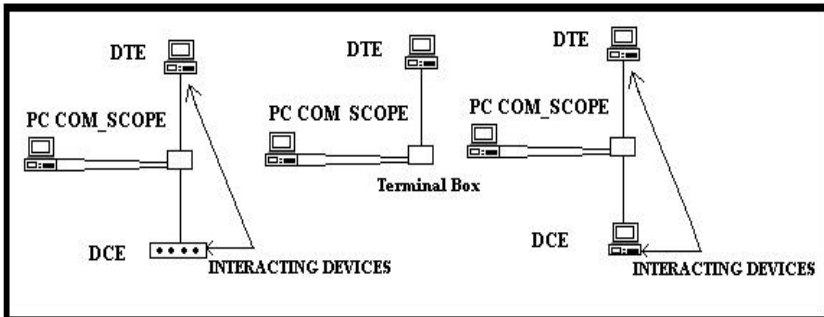 DTE
PC COM_SCOPE
DCE
INTERACTING DEVICES
DTE
PC COM SCOPE
Terminal Box
DTE
PC COM_SCOPE
DCE
INTERACTING DEVICES